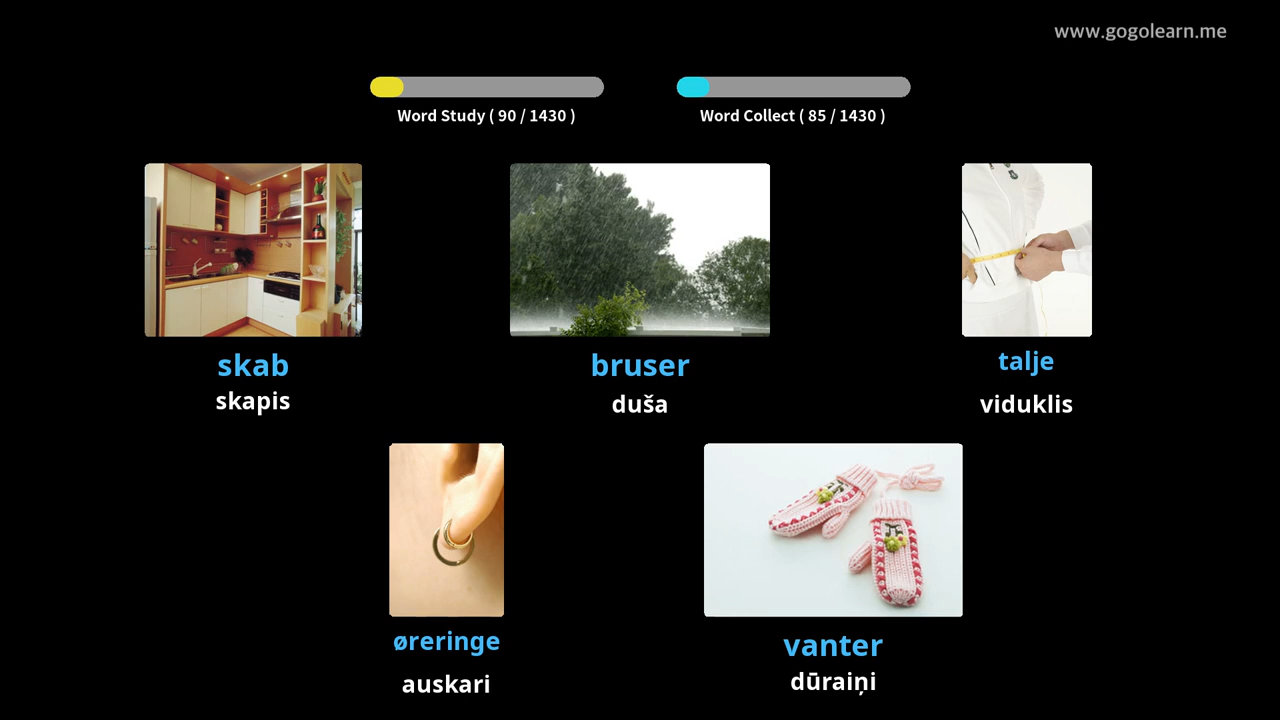 www.gogolearn.me
Word Study ( 90 / 1430 )
Word Collect ( 85 / 1430 )
skab
skapis
bruser
duša
talje
viduklis
øreringe
auskari
vanter
dūraiņi